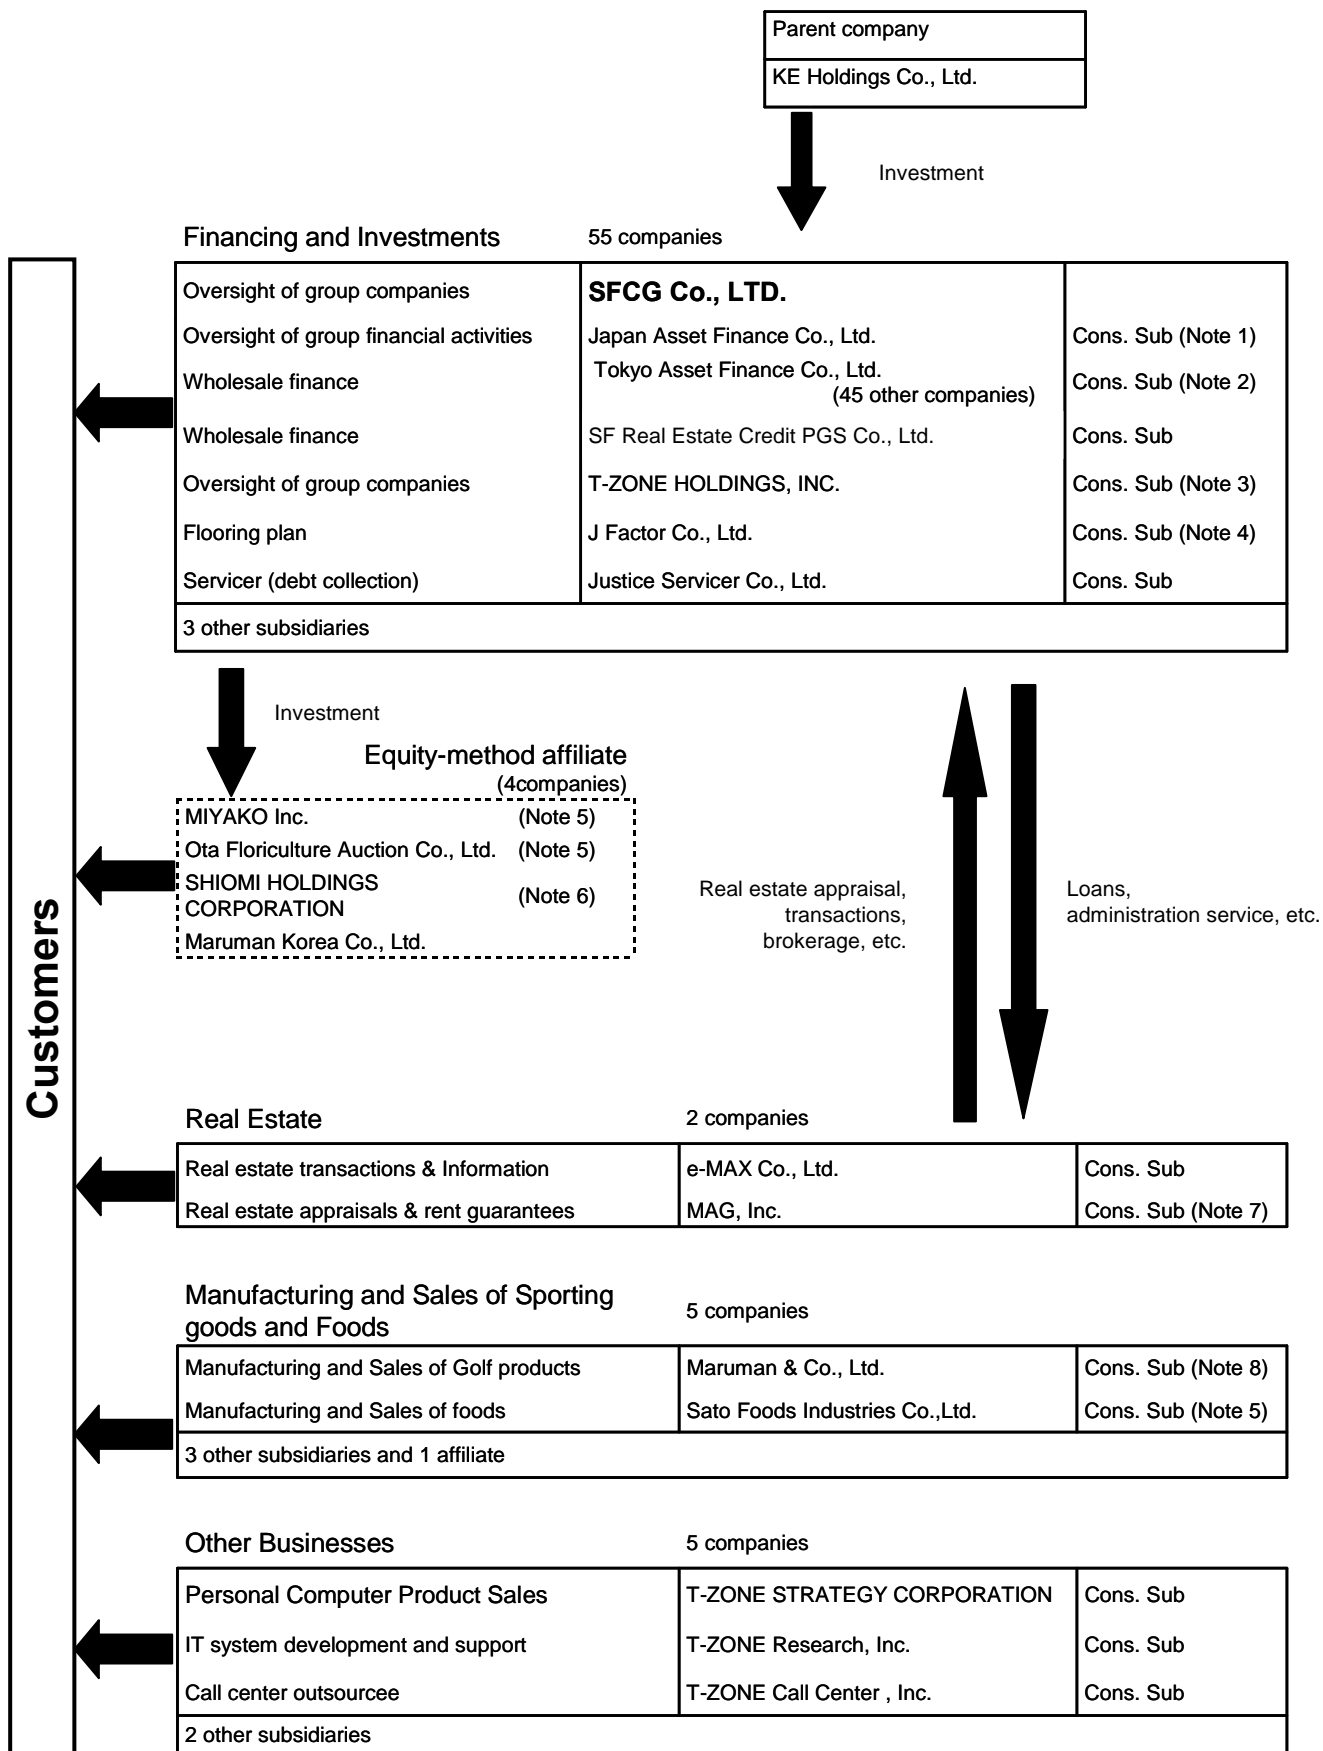 Parent company
KE Holdings Co., Ltd.
Investment
Financing and Investments 55 companies
Oversight of group companies SFCG Co., LTD.
Oversight of group financial activities Japan Asset Finance Co., Ltd. Cons. Sub (Note 1)
Wholesale finance Tokyo Asset Finance Co., Ltd. Cons. Sub (Note 2)
(45 other companies)
Wholesale finance SF Real Estate Credit PGS Co., Ltd. Cons. Sub
Oversight of group companies T-ZONE HOLDINGS, INC. Cons. Sub (Note 3)
Flooring plan J Factor Co., Ltd. Cons. Sub (Note 4)
Servicer (debt collection) Justice Servicer Co., Ltd. Cons. Sub
3 other subsidiaries
Investment
Equity-method affiliate
(4companies)
MIYAKO Inc. (Note 5)
Ota Floriculture Auction Co., Ltd. (Note 5)
SHIOMI HOLDINGS
CORPORATION (Note 6)
Maruman Korea Co., Ltd.
Real estate appraisal,
transactions,
brokerage, etc.
Loans,
administration service, etc.
Customers
Real Estate 2 companies
Real estate transactions & Information e-MAX Co., Ltd. Cons. Sub
Real estate appraisals & rent guarantees MAG, Inc. Cons. Sub (Note 7)
Manufacturing and Sales of Sporting
goods and Foods 5 companies
Manufacturing and Sales of Golf products Maruman & Co., Ltd. Cons. Sub (Note 8)
Manufacturing and Sales of foods Sato Foods Industries Co.,Ltd. Cons. Sub (Note 5)
3 other subsidiaries and 1 affiliate
Other Businesses 5 companies
Personal Computer Product Sales T-ZONE STRATEGY CORPORATION Cons. Sub
IT system development and support T-ZONE Research, Inc. Cons. Sub
Call center outsourcee T-ZONE Call Center , Inc. Cons. Sub
2 other subsidiaries